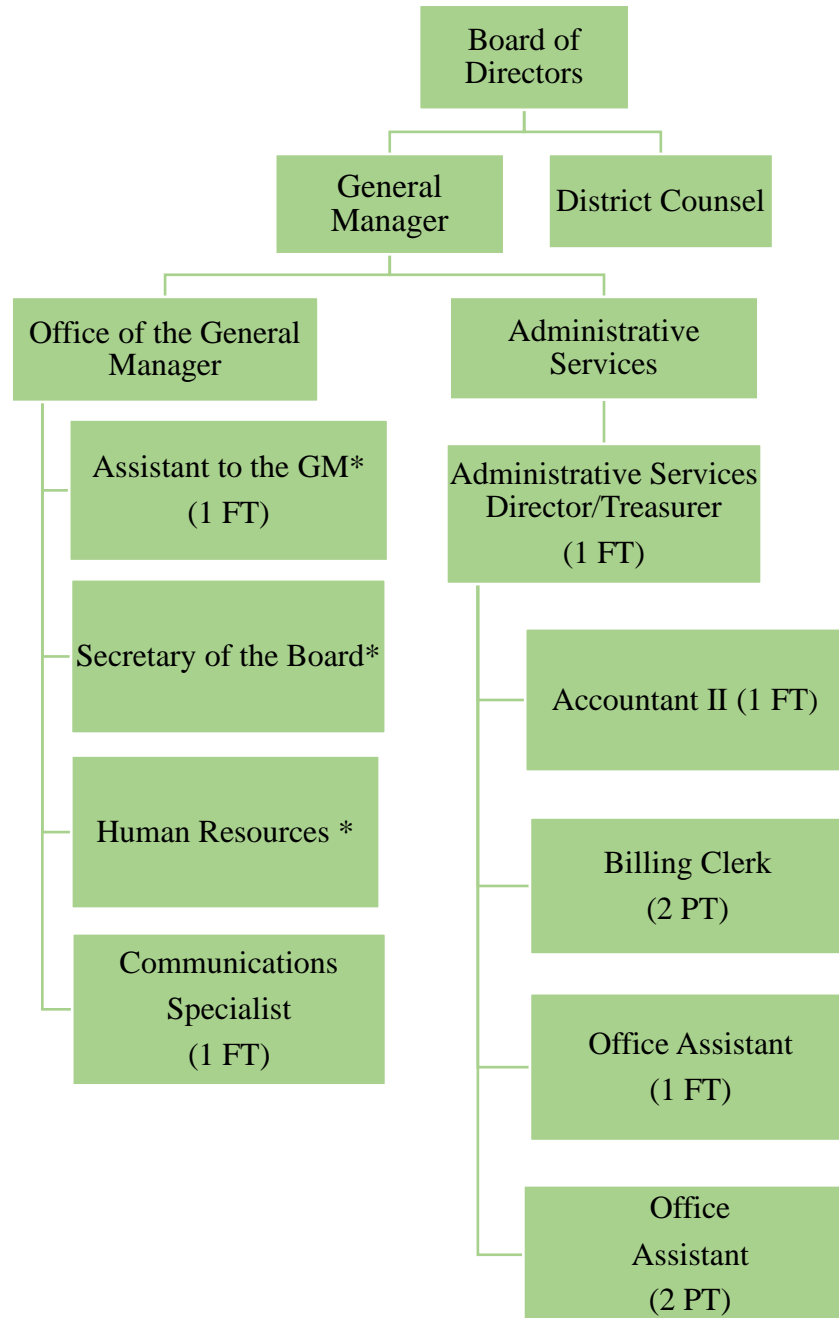 Board of
Directors
General
Manager
District Counsel
Office of the General
Manager
Administrative
Services
Assistant to the GM*
(1 FT)
Secretary of the Board*
Human Resources *
Communications
Specialist
(1 FT)
Administrative Services
Director/Treasurer
(1 FT)
Accountant II (1 FT)
Billing Clerk
(2 PT)
Office Assistant
(1 FT)
Office
Assistant
(2 PT)